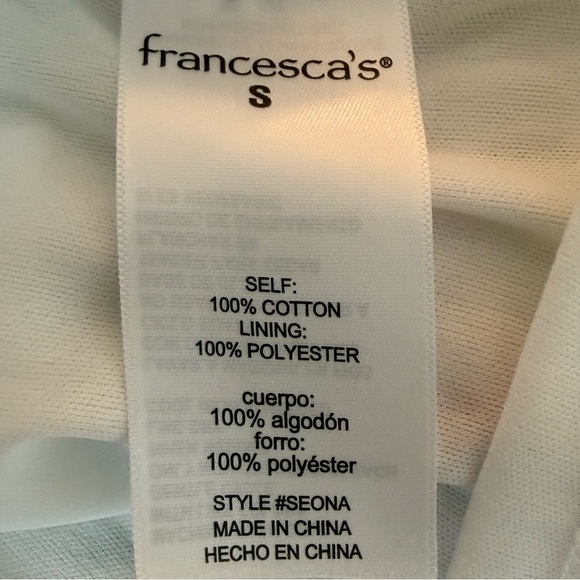 francesca's®
S
SELF:
100% COTTON
LINING:
100% POLYESTER
cuerpo:
100% algodón
forro:
100% poliéster
STYLE #SEONA
MADE IN CHINA
HECHO EN CHINA